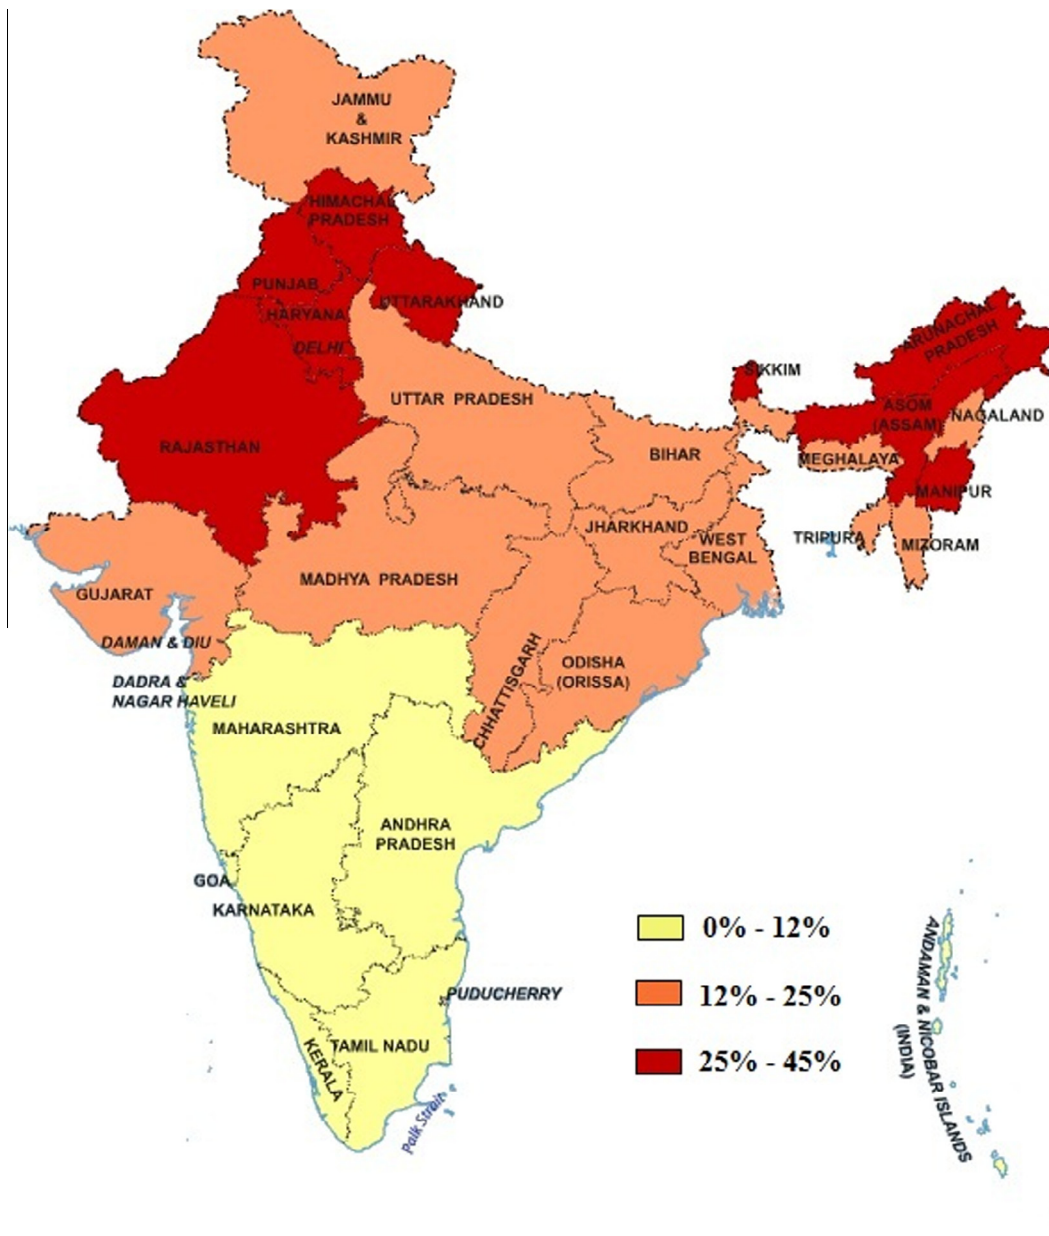 JAMMU
&
KASHMIR
HIMACHAL
PRADESH
PUNJAB
UTTARAKHAND
HARYANA
DELHI
ARUNACHAL
PRADESH
SIKKIM
UTTAR PRADESH
ASOM
(ASSAM)
NAGALAND
RAJASTHAN
BIHAR
MEGHALAYA
MANIPUR
JHARKHAND
WEST
BENGAL
TRIPURA
MIZORAM
MADHYA PRADESH
GUJARAT
DAMAN & DIU
CHHATTISGARH
ODISHA
(ORISSA)
DADRA &
NAGAR HAVELI
MAHARASHTRA
ANDHRA
PRADESH
GOA
KARNATAKA
0% - 12%
PUDUCHERRY
12% - 25%
TAMIL NADU
KERALA
25% - 45%
Palk Strait
ANDAMAN & NICOBAR ISLANDS
(INDIA)